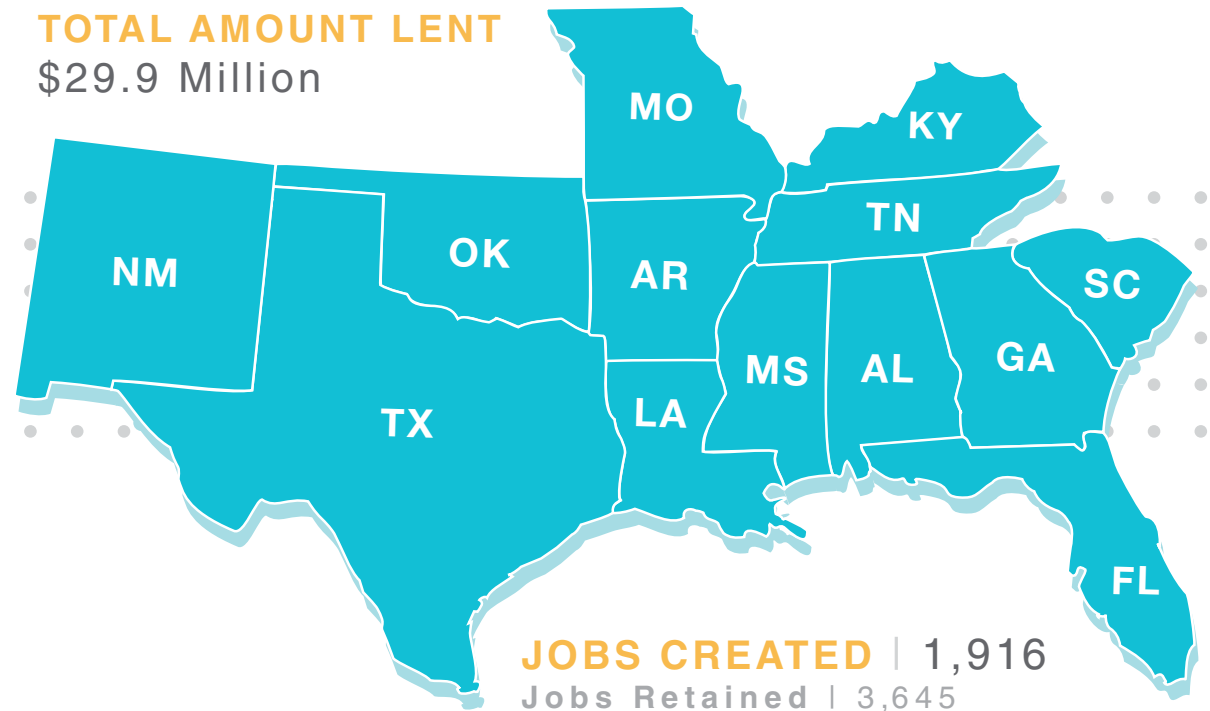 TOTAL AMOUNT LENT
$29.9 Million
MO
KY
TN
NM
OK
AR
SC
MS
AL
GA
TX
LA
FL
JOBS CREATED | 1,916
Jobs Retained | 3,645